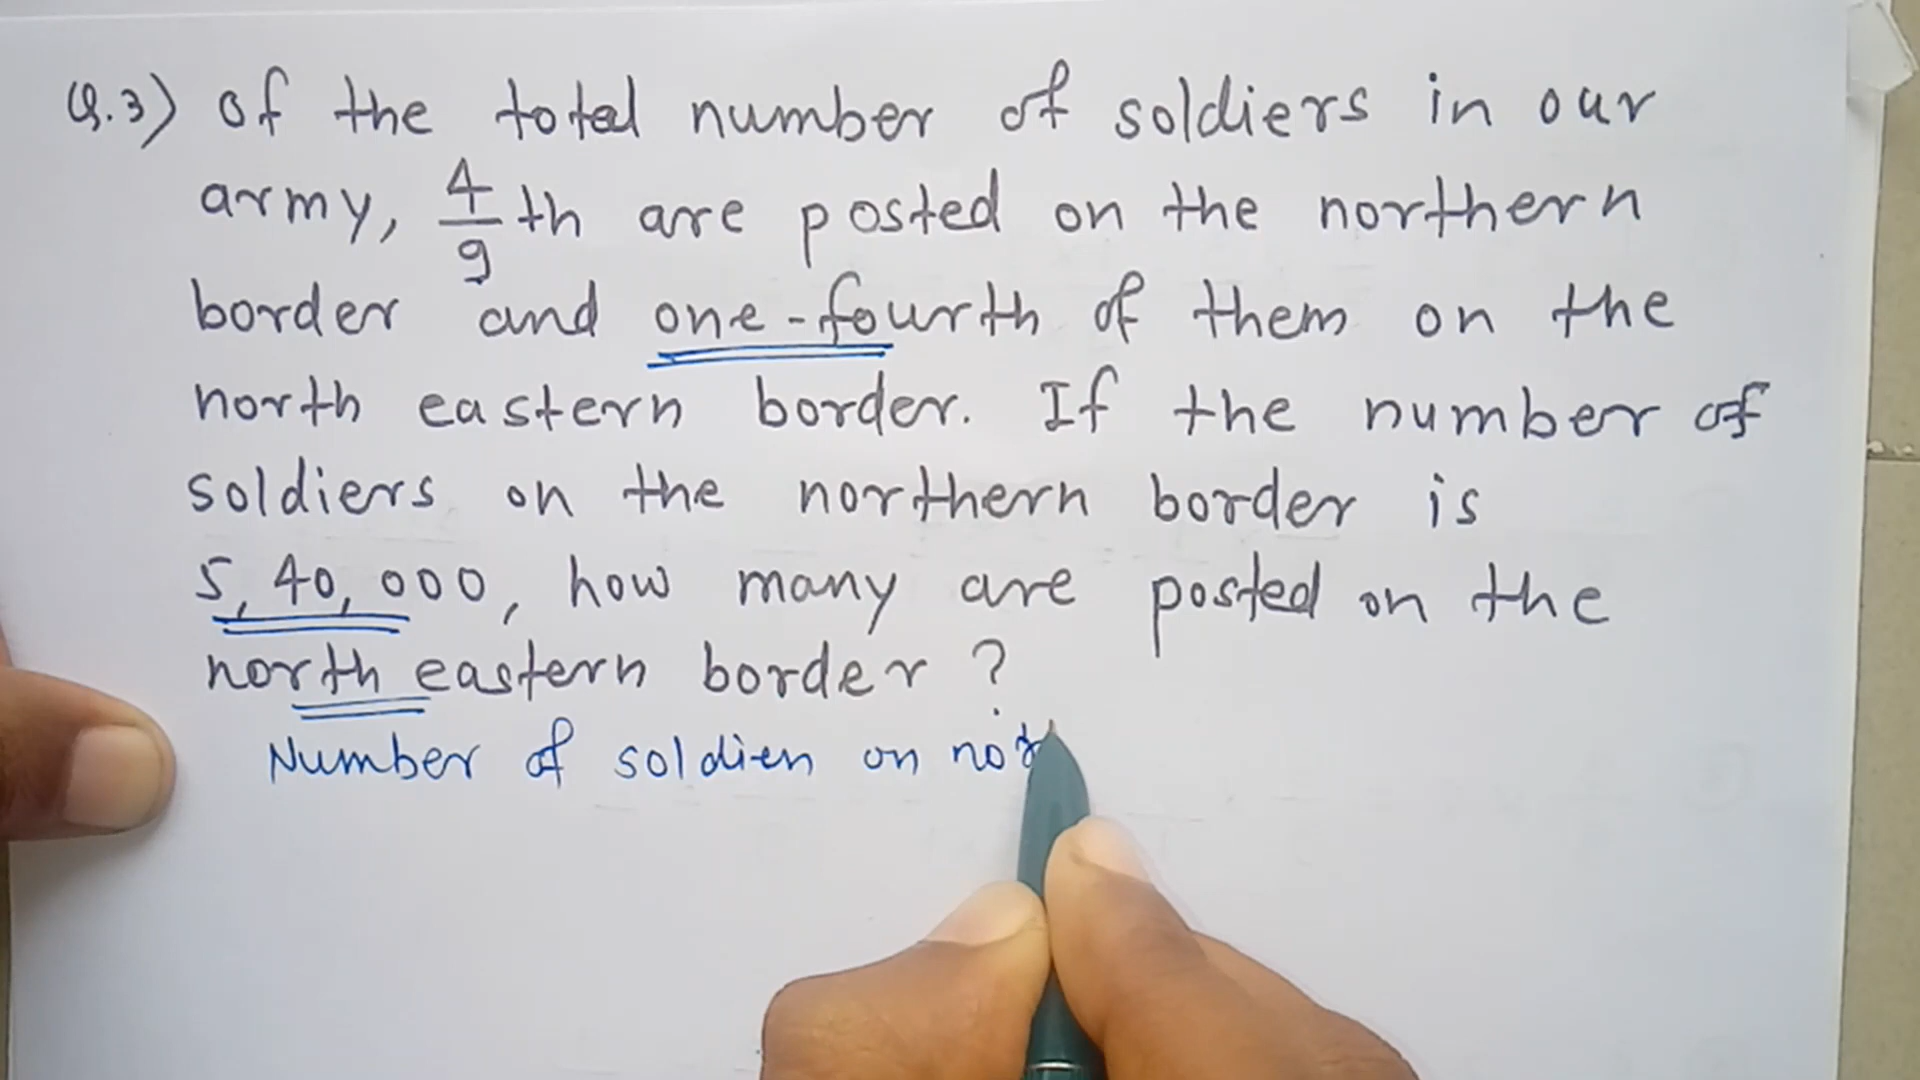 Q.3) Of the total number of soldiers in our
army, 4/9 th are posted on the northern
border and one-fourth of them on the
north eastern border. If the number of
soldiers on the northern border is
5,40,000, how many are posted on the
north eastern border ?
Number of soldien on nor